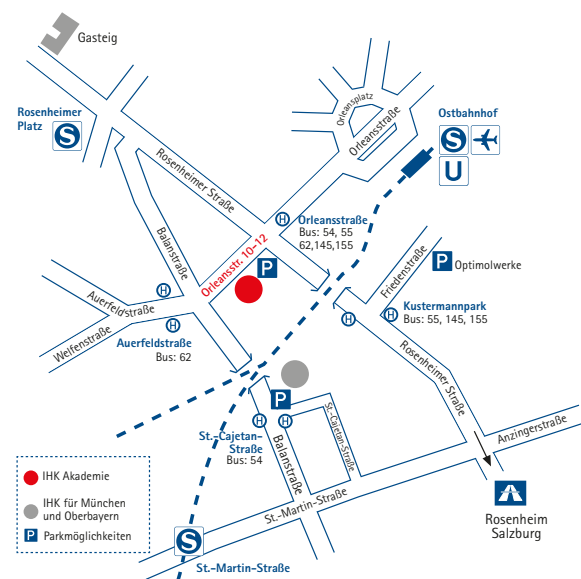 Gasteig
Rosenheimer
Platz
S
Rosenheimer Straße
Orleansplatz
Orleansstraße
Ostbahnhof
S
U
H
Orleansstraße
Bus: 54, 55
62,145,155
Balanstraße
Orleansstr. 10-12
P
Friedenstraße
P
Optimolwerke
H
Auerfeldstraße
Welfenstraße
H
Auerfeldstraße
Bus: 62
H
H
Kustermannpark
Bus: 55, 145, 155
Rosenheimer Straße
P
H
H
St.-Cajetan-
Straße
Bus: 54
Balanstraße
St.-Cajetan-Straße
Anzingerstraße
St.-Martin-Straße
Rosenheim
Salzburg
S
St.-Martin-Straße
IHK Akademie
IHK für München
und Oberbayern
P
Parkmöglichkeiten